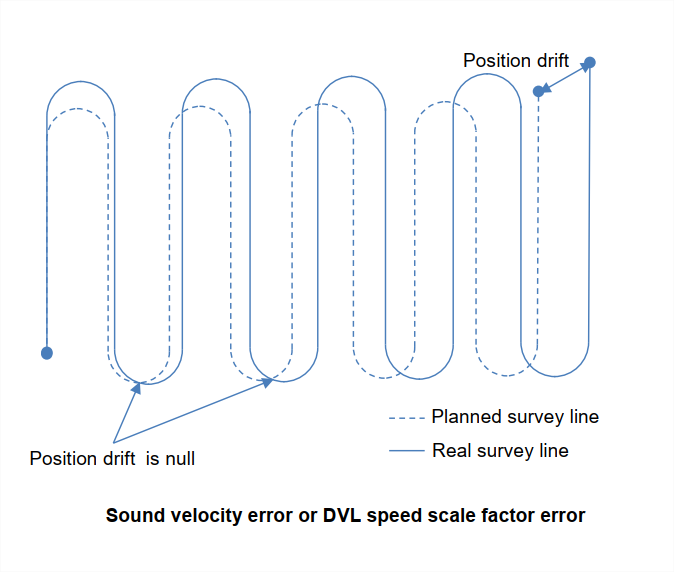 Position drift
Position drift is null
Planned survey line
Real survey line
Sound velocity error or DVL speed scale factor error